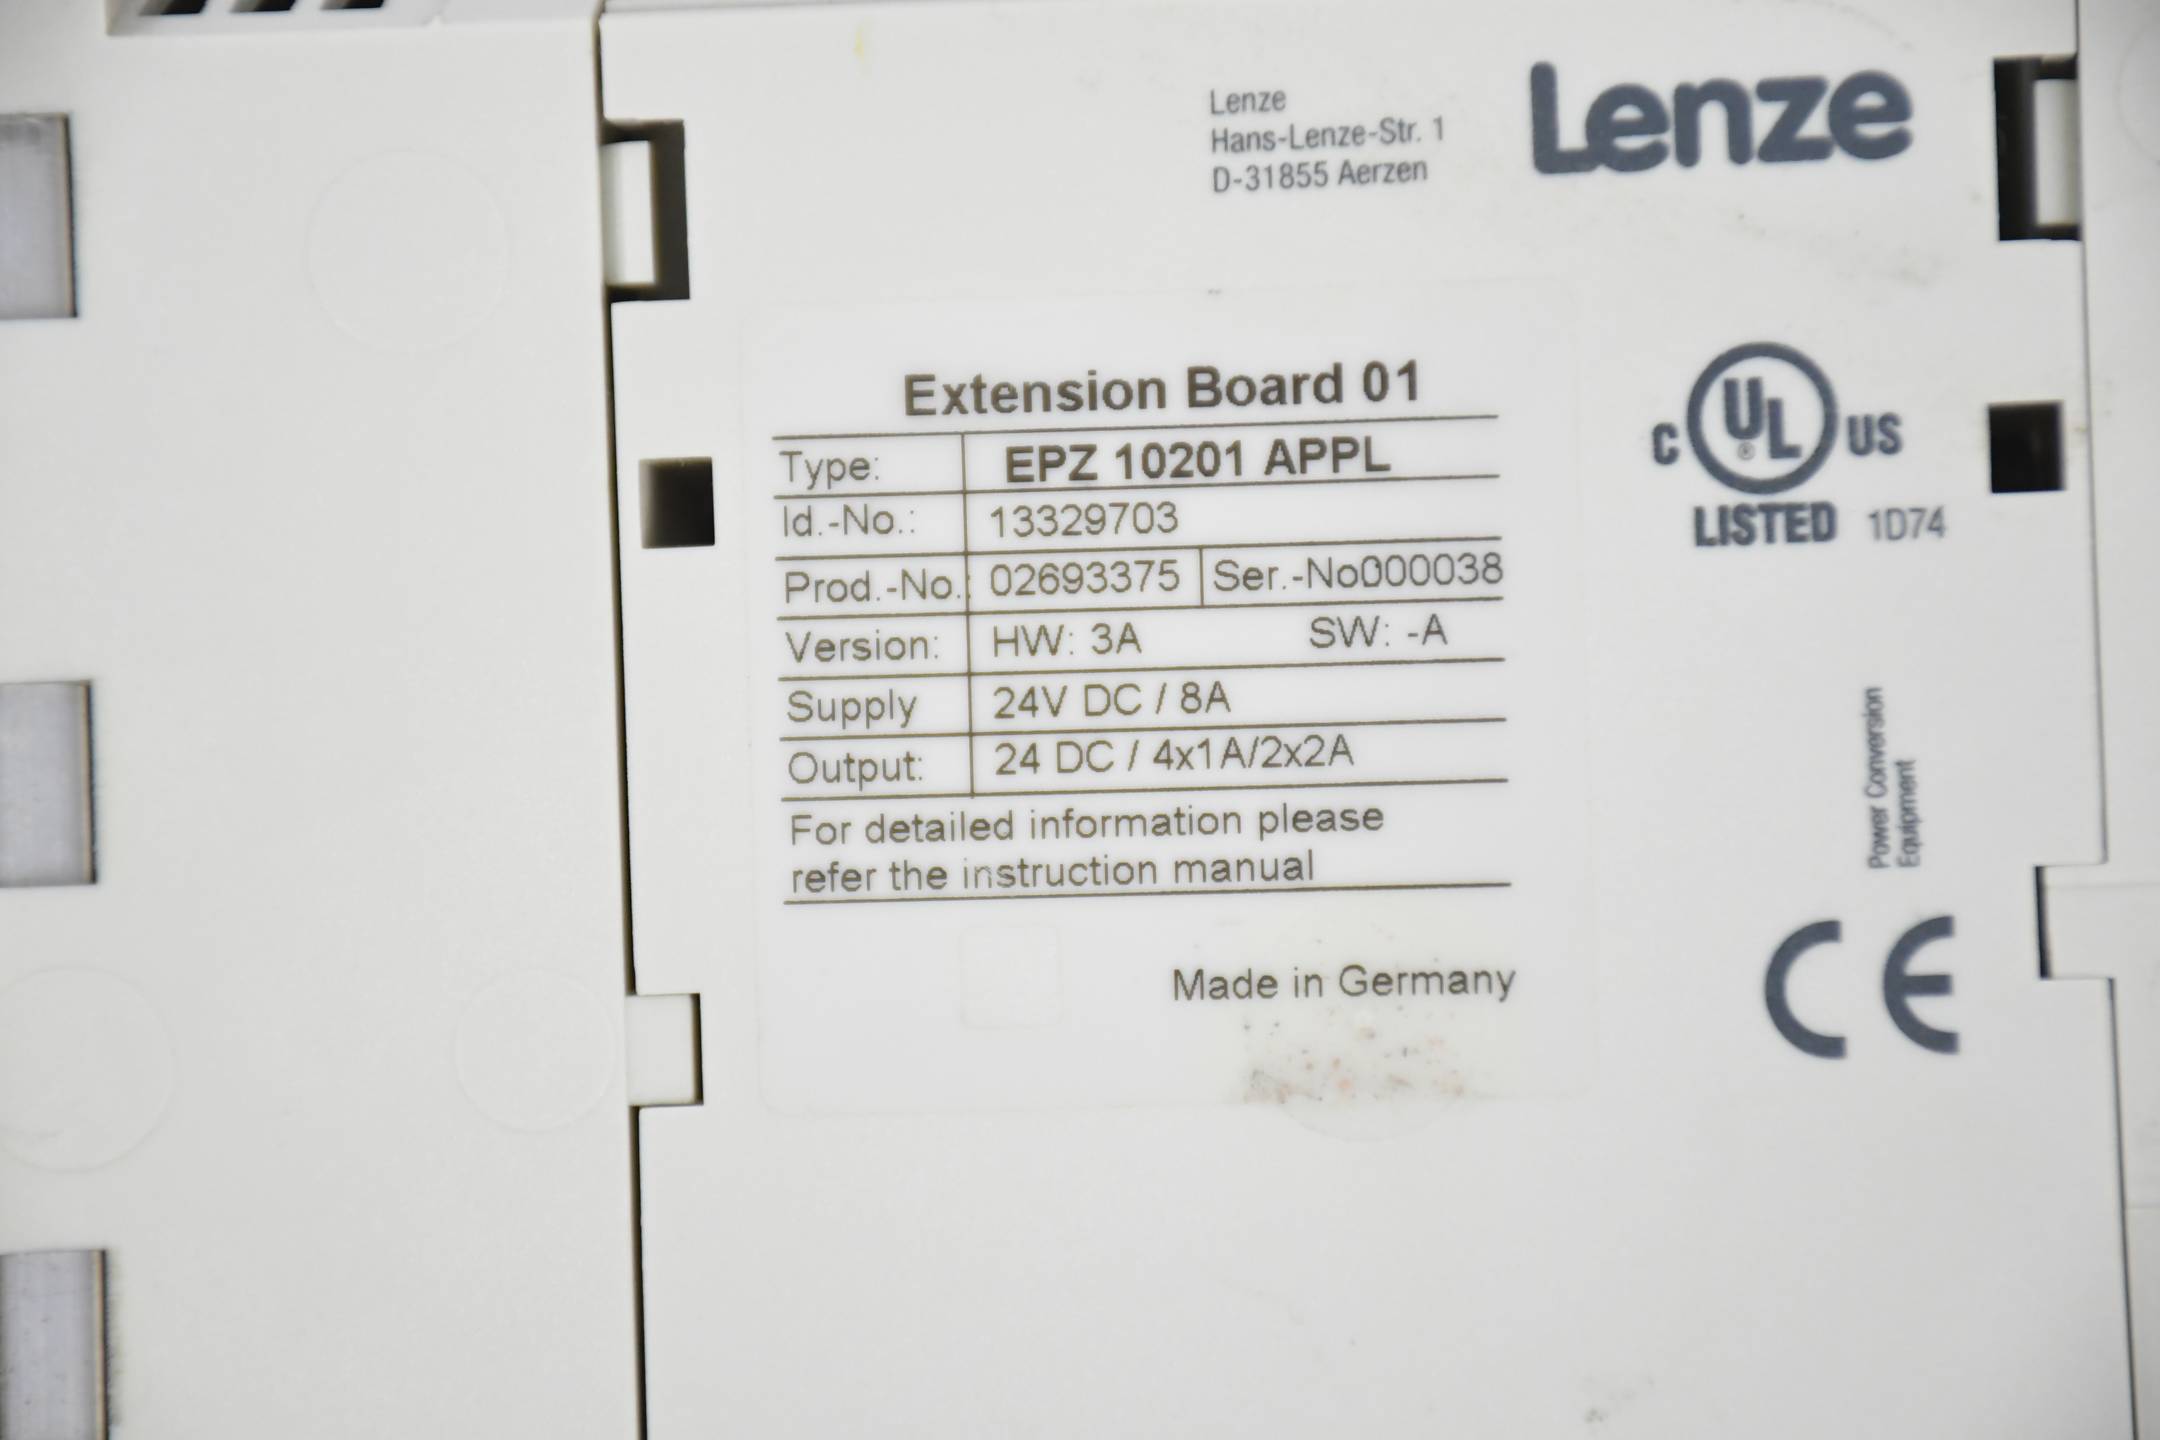 Lenze
Hans-Lenze-Str. 1
D-31855 Aerzen
Lenze
Extension Board 01
Type: EPZ 10201 APPL
Id.-No.: 13329703
Prod.-No.: 02693375 Ser.-No000038
Version: HW: 3A SW: -A
Supply 24V DC / 8A
Output: 24 DC / 4x1A/2x2A
For detailed information please
refer the instruction manual
Made in Germany
C UL ® US
LISTED 1D74
Power Conversion
Equipment
CE